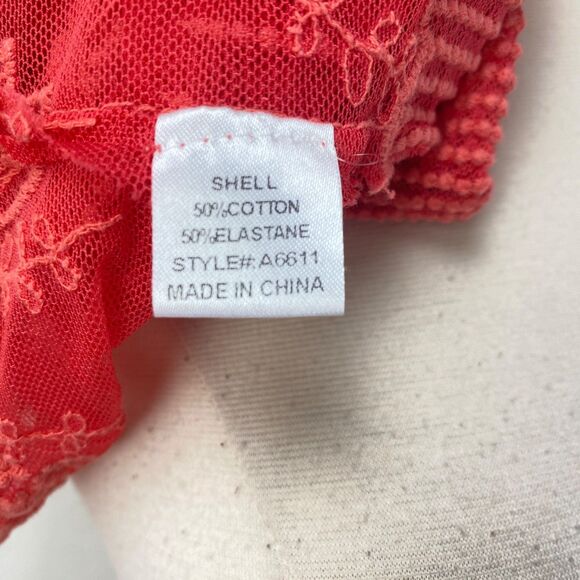 SHELL
50%COTTON
50%ELASTANE
STYLE#:A6611
MADE IN CHINA